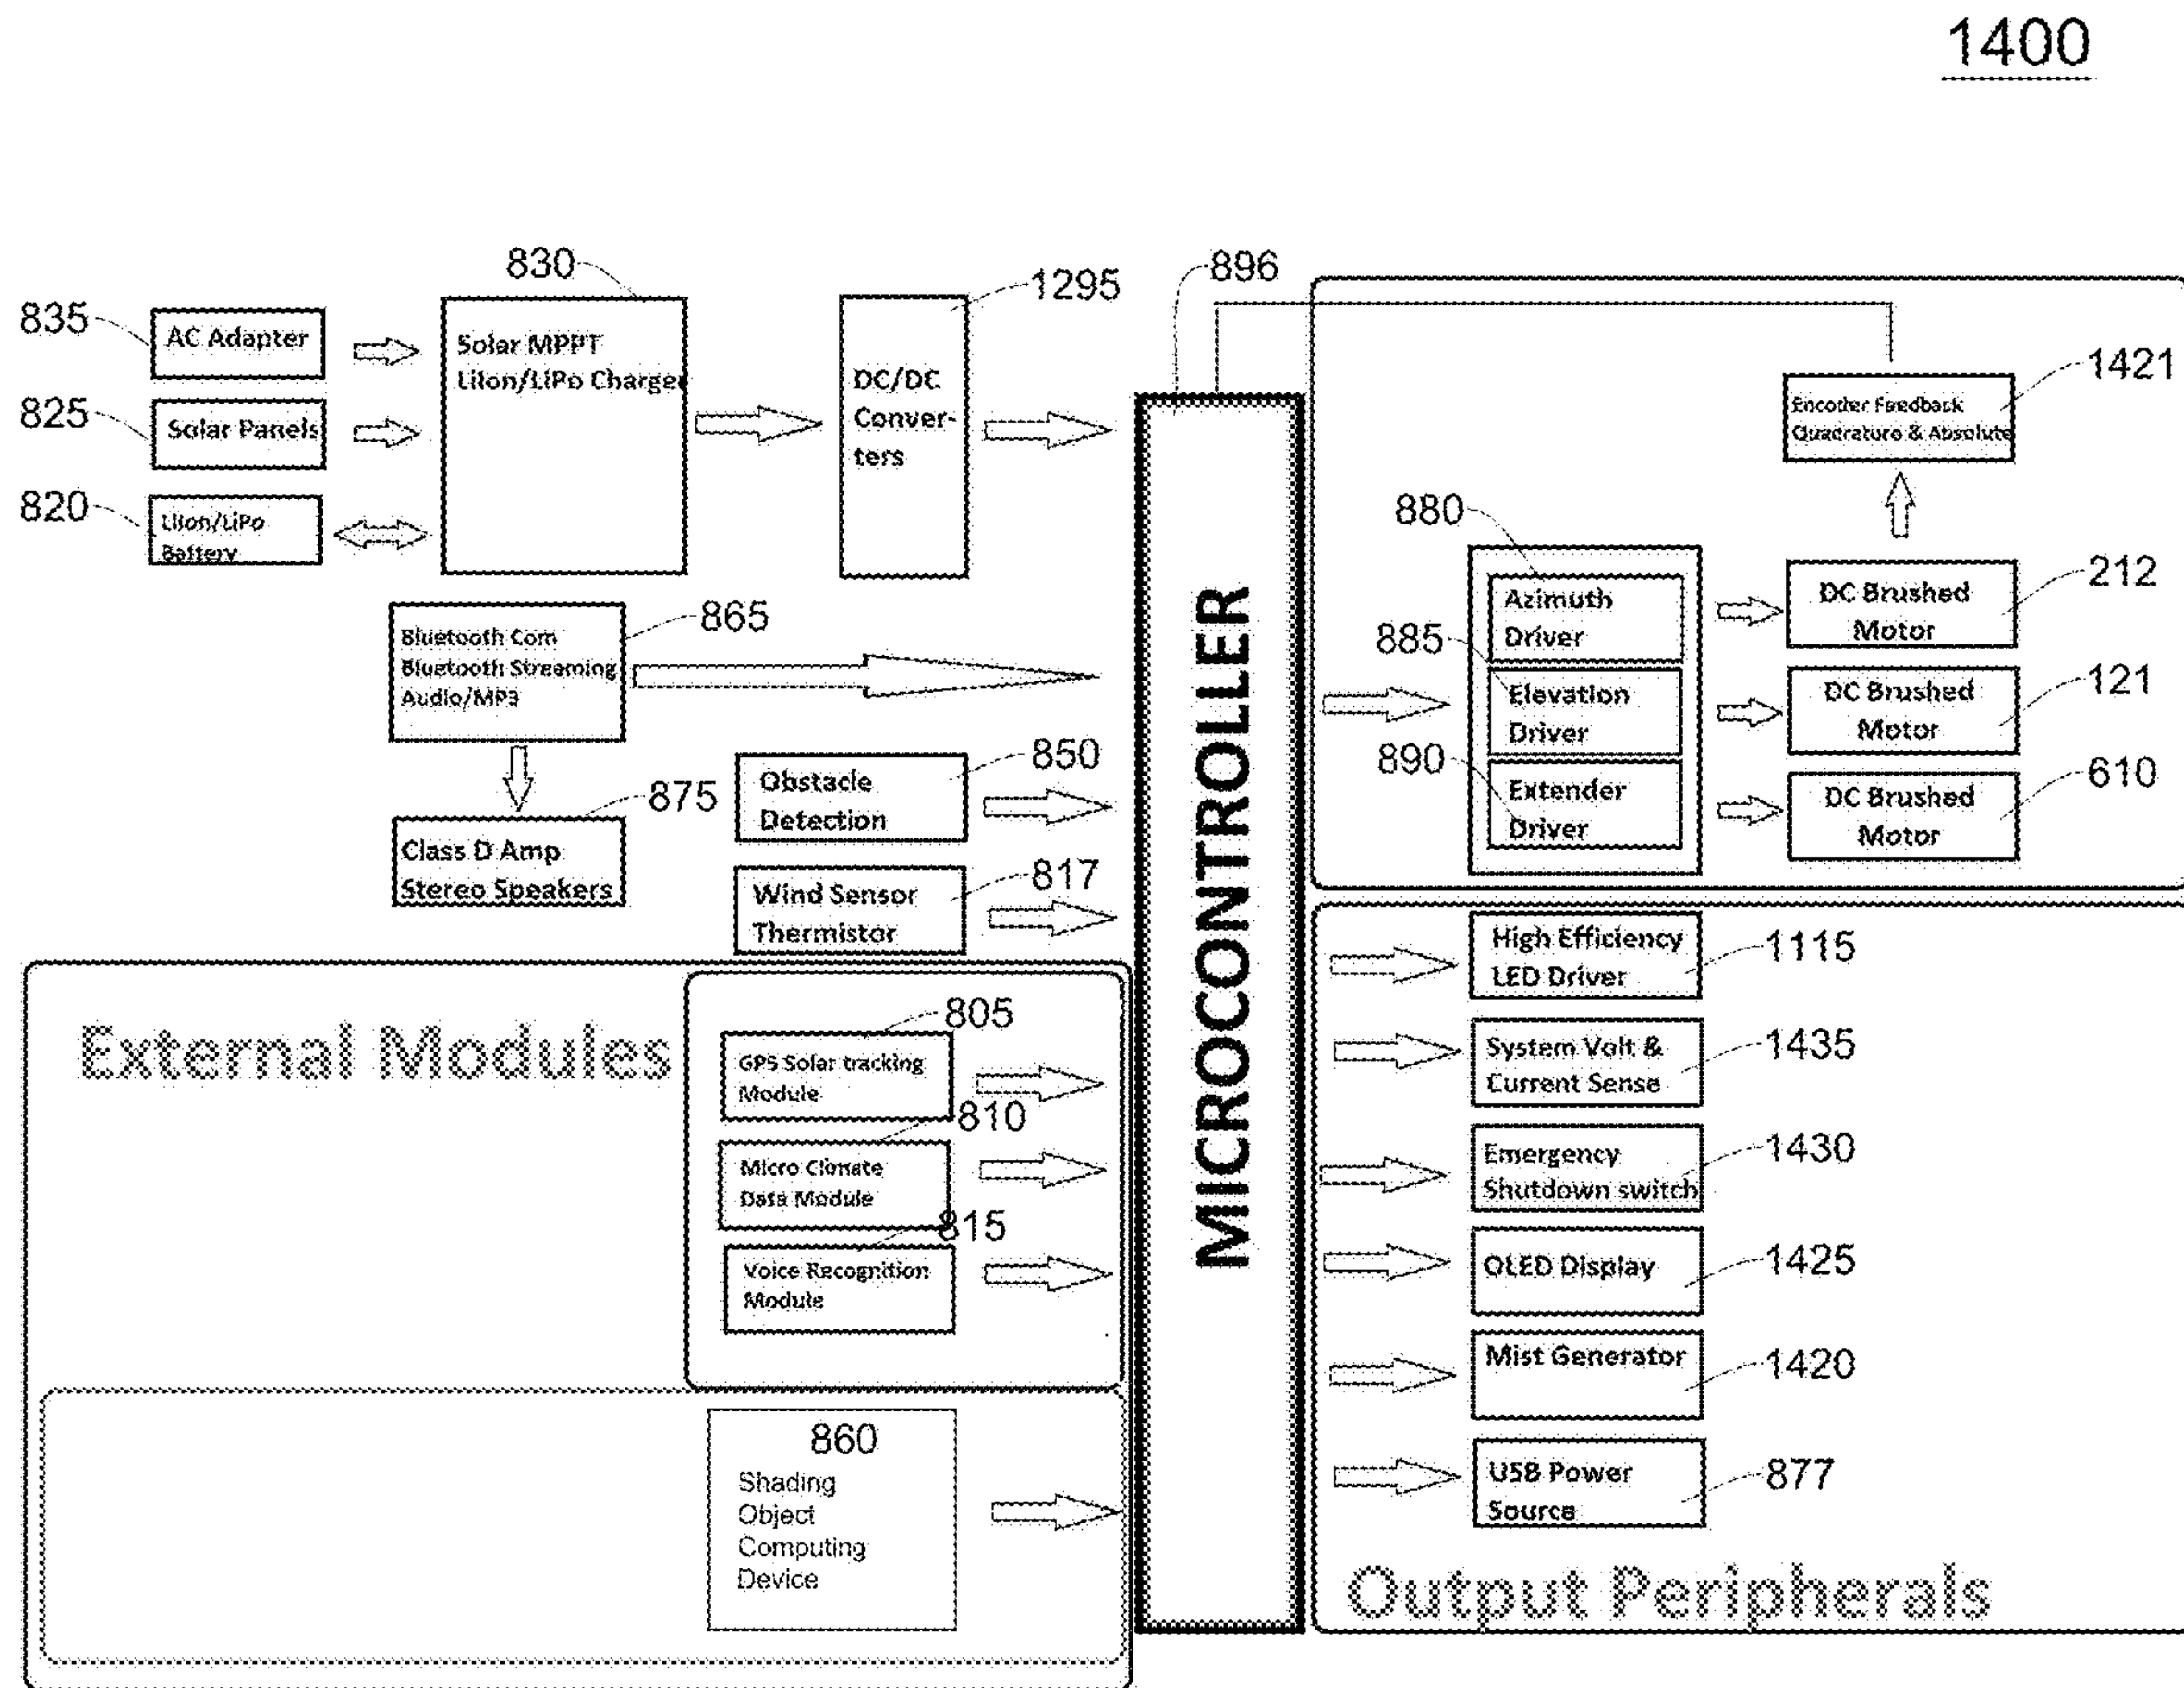 1400
830
1295
896
835
AC Adapter
Solar MPPT
LiIon/LiPo Charger
DC/DC
Conver-
ters
825
Solar Panels
820
LiIon/LiPo
Battery
1421
Encoder Feedback
Quadrature & Absolute
865
Bluetooth Com
Bluetooth Streaming
Audio/MP3
875
Class D Amp
Stereo Speakers
850
Obstacle
Detection
817
Wind Sensor
Thermistor
MICROCONTROLLER
880
Azimuth
Driver
885
Elevation
Driver
890
Extender
Driver
212
DC Brushed
Motor
121
DC Brushed
Motor
610
DC Brushed
Motor
External Modules
805
GPS Solar tracking
Module
810
Micro Climate
Data Module
815
Voice Recognition
Module
860
Shading
Object
Computing
Device
High Efficiency
LED Driver
1115
System Volt &
Current Sense
1435
Emergency
Shutdown switch
1430
OLED Display
1425
Mist Generator
1420
USB Power
Source
877
Output Peripherals